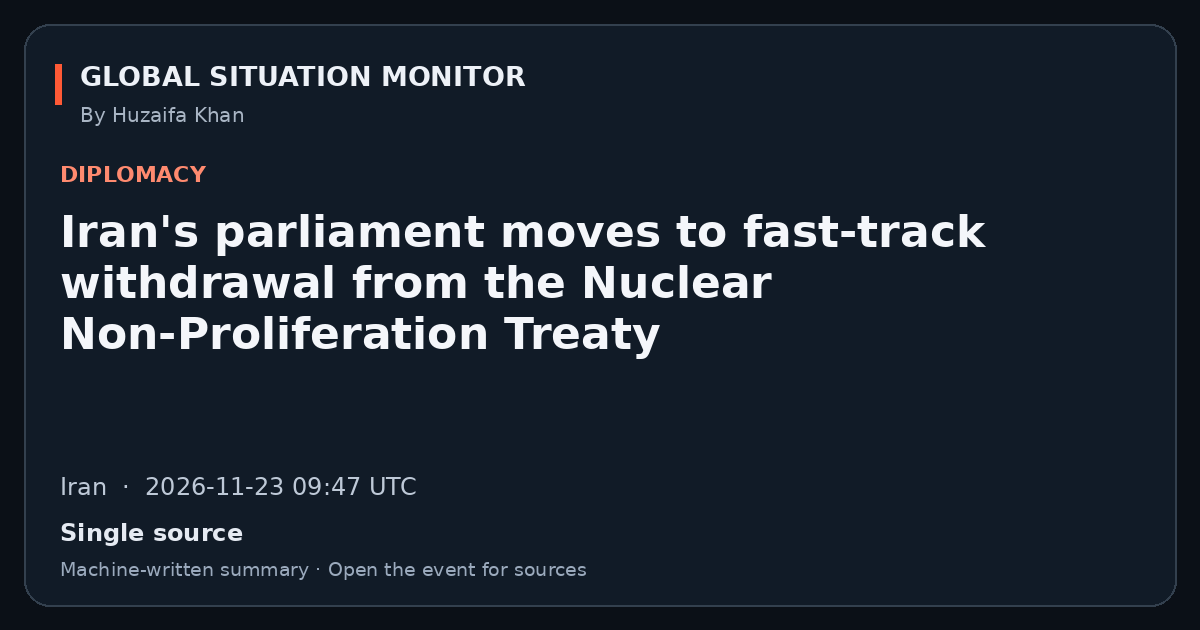 GLOBAL SITUATION MONITOR
By Huzaifa Khan
DIPLOMACY
Iran's parliament moves to fast-track
withdrawal from the Nuclear
Non-Proliferation Treaty
Iran · 2026-11-23 09:47 UTC
Single source
Machine-written summary · Open the event for sources